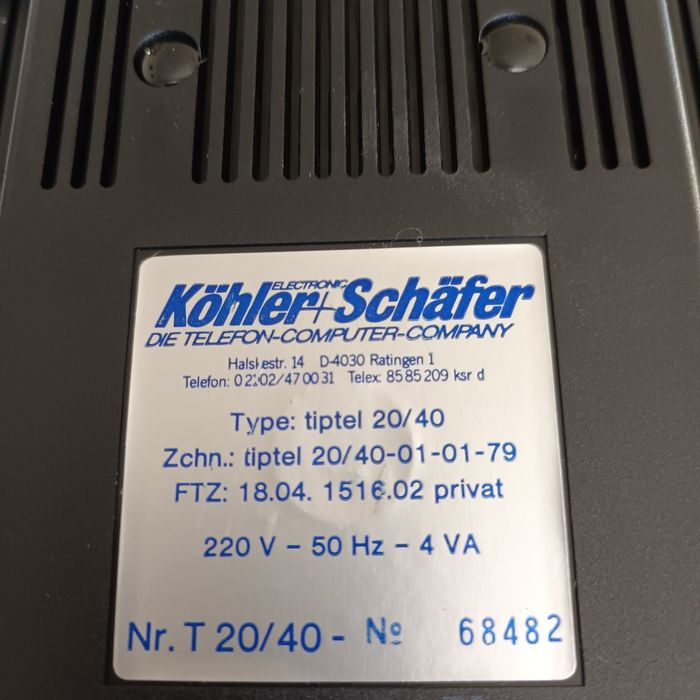 ELECTRONIC
Köhler+Schäfer
DIE TELEFON-COMPUTER-COMPANY
Halskestr. 14 D-4030 Ratingen 1
Telefon: 02102/470031 Telex: 8585209 ksr d
Type: tiptel 20/40
Zchn.: tiptel 20/40-01-01-79
FTZ: 18.04. 1516.02 privat
220 V - 50 Hz - 4 VA
Nr. T 20/40 - № 68482